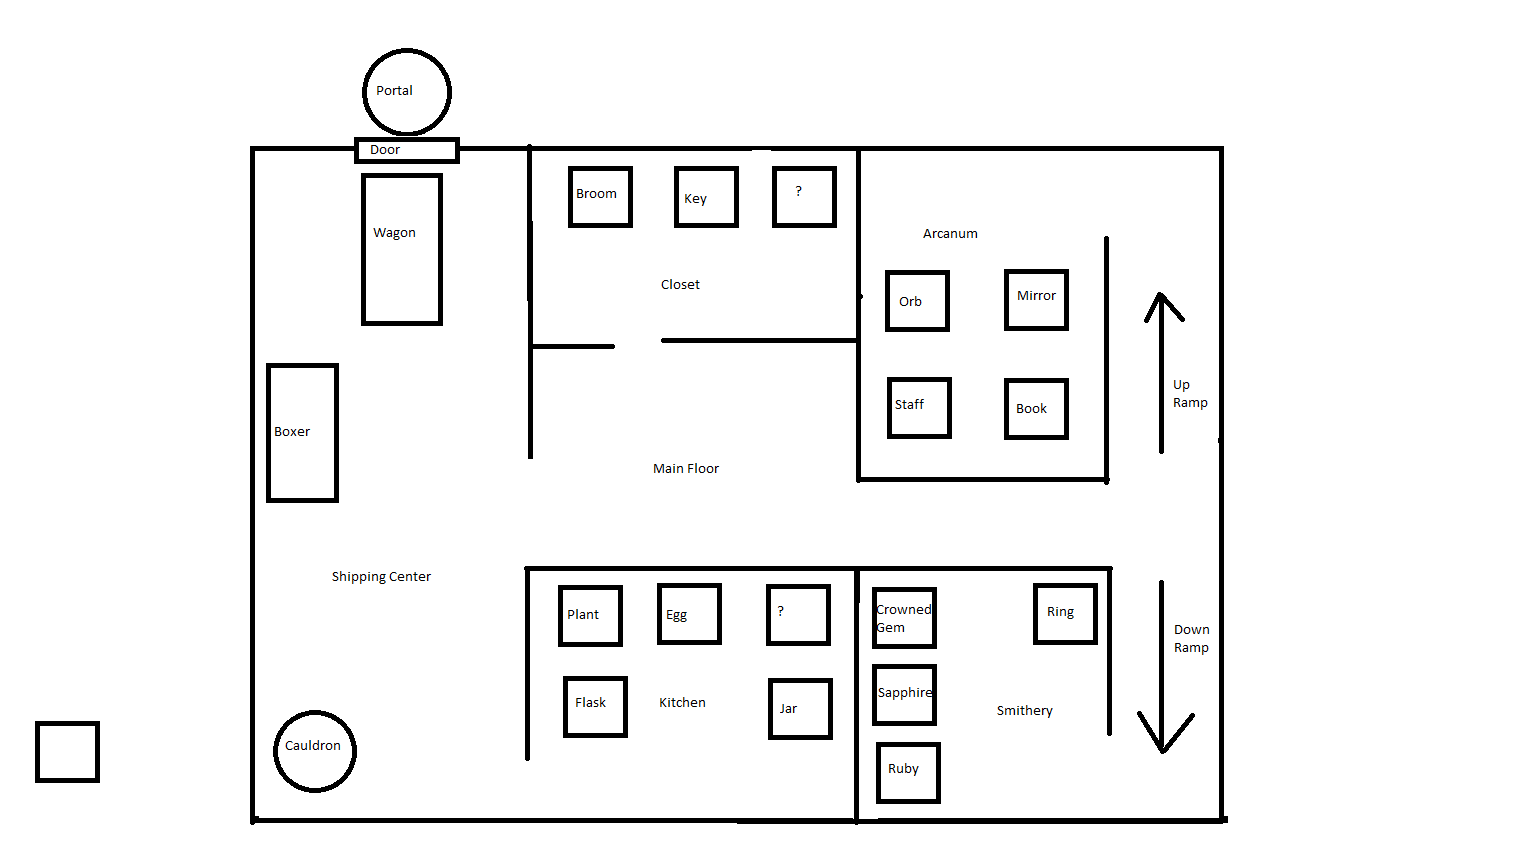 Portal
Door
Wagon
Broom
Key
?
Closet
Arcanum
Orb
Mirror
Staff
Book
Up
Ramp
Boxer
Main Floor
Shipping Center
Plant
Egg
?
Flask
Kitchen
Jar
Crowned
Gem
Ring
Sapphire
Smithery
Ruby
Down
Ramp
Cauldron